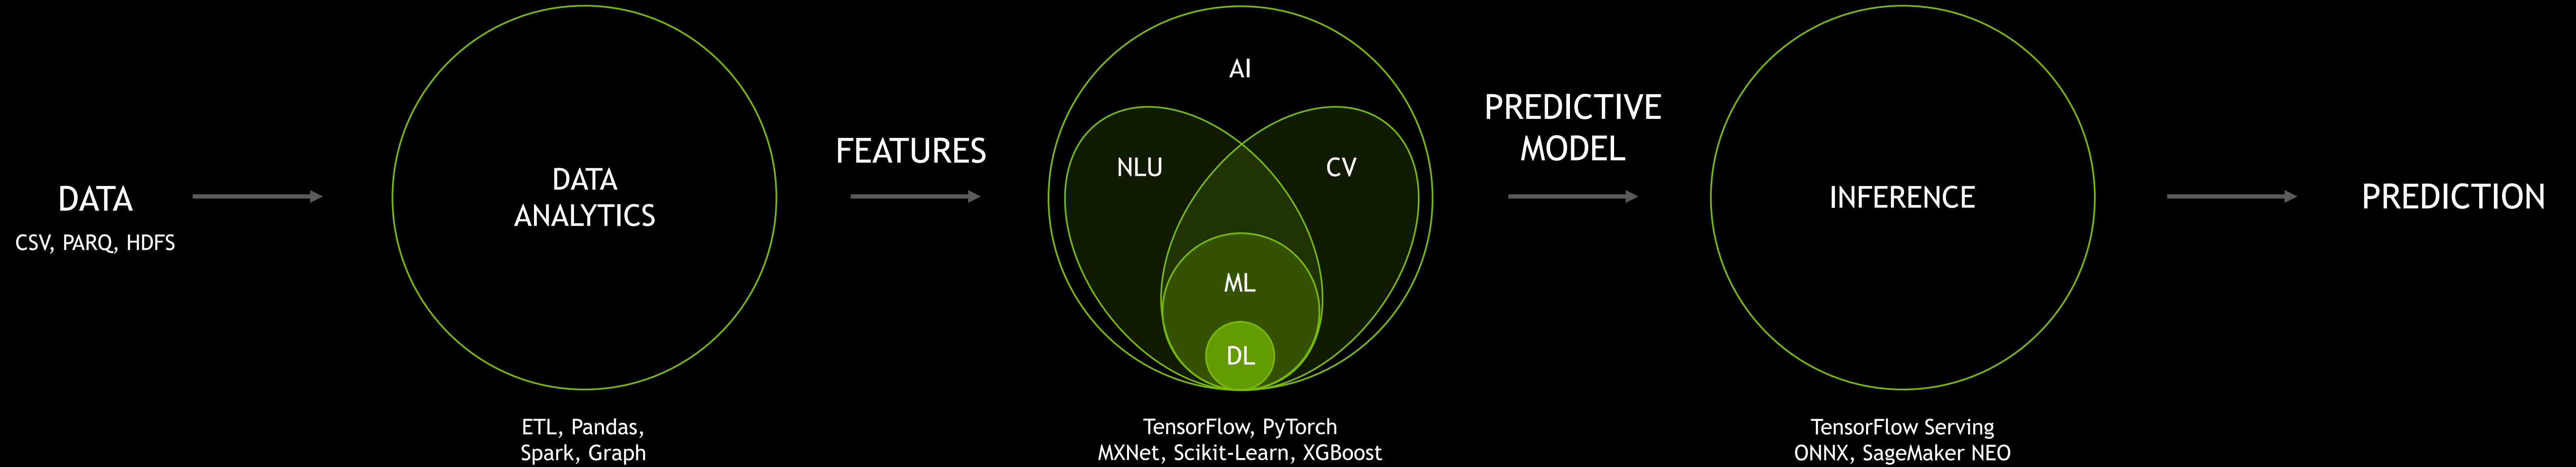 DATA
CSV, PARQ, HDFS
DATA
ANALYTICS
ETL, Pandas,
Spark, Graph
FEATURES
AI
NLU
CV
ML
DL
TensorFlow, PyTorch
MXNet, Scikit-Learn, XGBoost
PREDICTIVE
MODEL
INFERENCE
TensorFlow Serving
ONNX, SageMaker NEO
PREDICTION